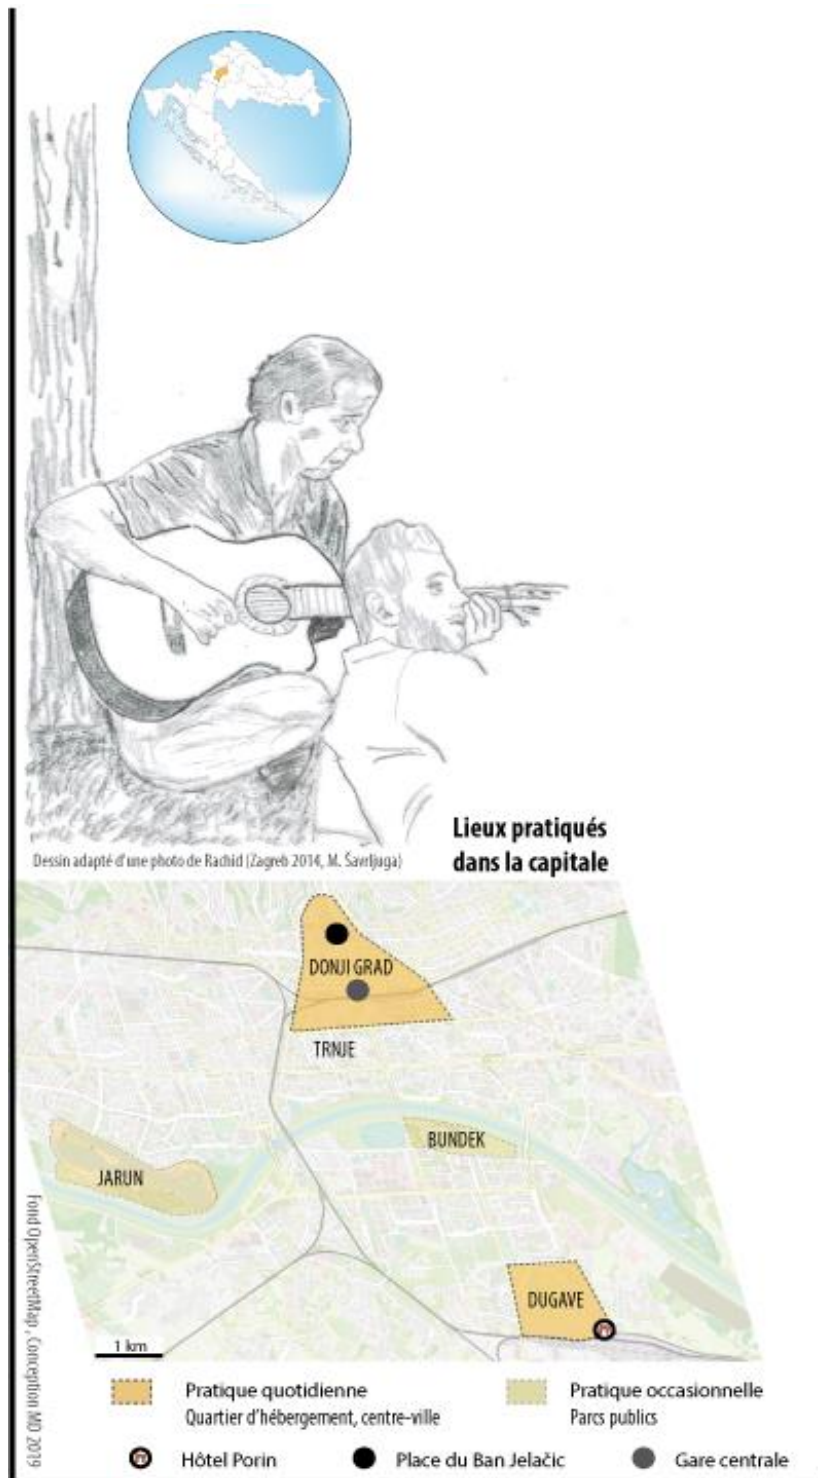 Dessin adapté d'une photo de Rachid (Zagreb 2014, M. Šavrljuga)
Lieux pratiqués
dans la capitale
DONJI GRAD
TRNJE
BUNDEK
JARUN
DUGAVE
1 km
Fond OpenStreetMap, Conception MD 2019
Pratique quotidienne
Quartier d'hébergement, centre-ville
Pratique occasionnelle
Parcs publics
Hôtel Porin
Place du Ban Jelačic
Gare centrale